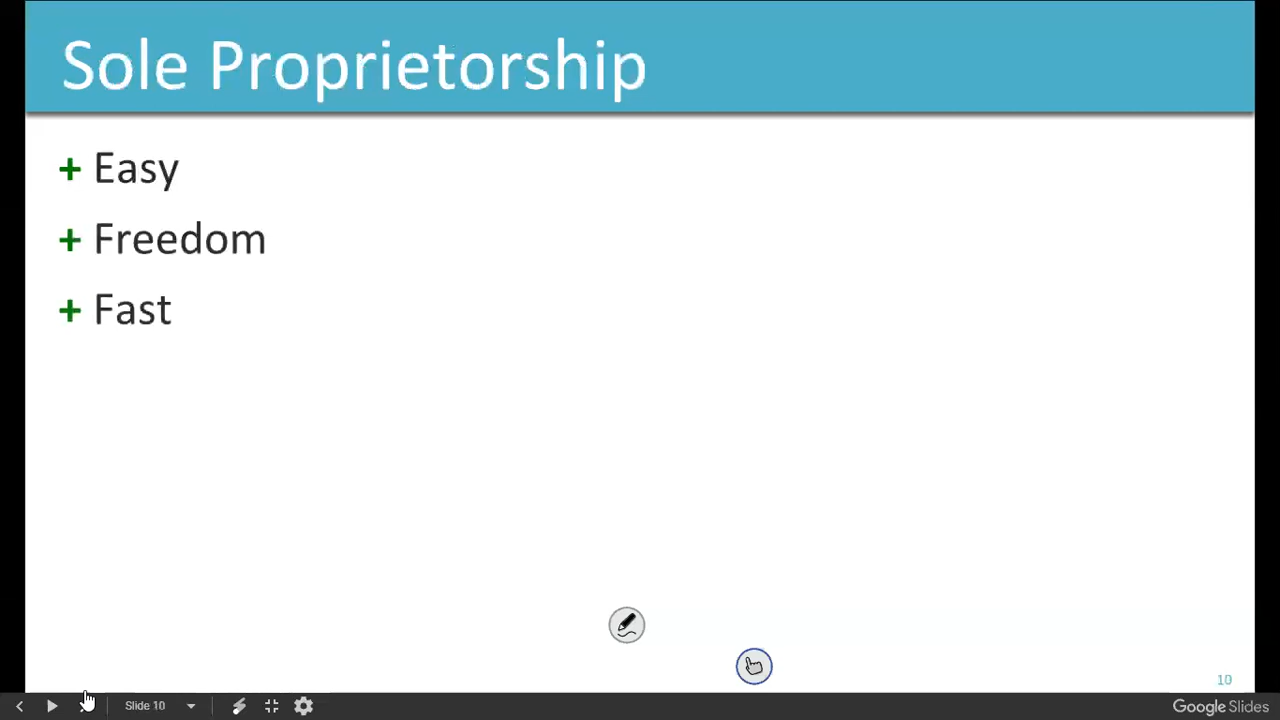 Sole Proprietorship
+ Easy
+ Freedom
+ Fast
10
Slide 10
Google Slides